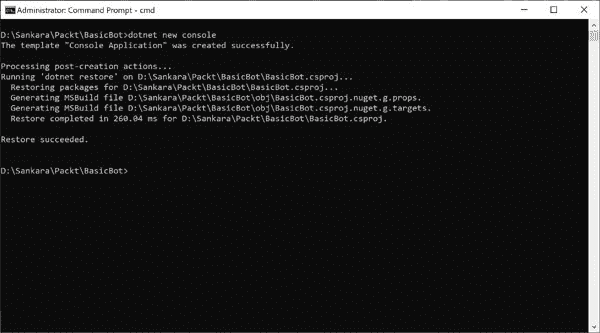 Administrator: Command Prompt - cmd
D:\Sankara\Packt\BasicBot>dotnet new console
The template "Console Application" was created successfully.
Processing post-creation actions...
Running 'dotnet restore' on D:\Sankara\Packt\BasicBot\BasicBot.csproj...
Restoring packages for D:\Sankara\Packt\BasicBot\BasicBot.csproj...
Generating MSBuild file D:\Sankara\Packt\BasicBot\obj\BasicBot.csproj.nuget.g.props.
Generating MSBuild file D:\Sankara\Packt\BasicBot\obj\BasicBot.csproj.nuget.g.targets.
Restore completed in 260.04 ms for D:\Sankara\Packt\BasicBot\BasicBot.csproj.
Restore succeeded.
D:\Sankara\Packt\BasicBot>